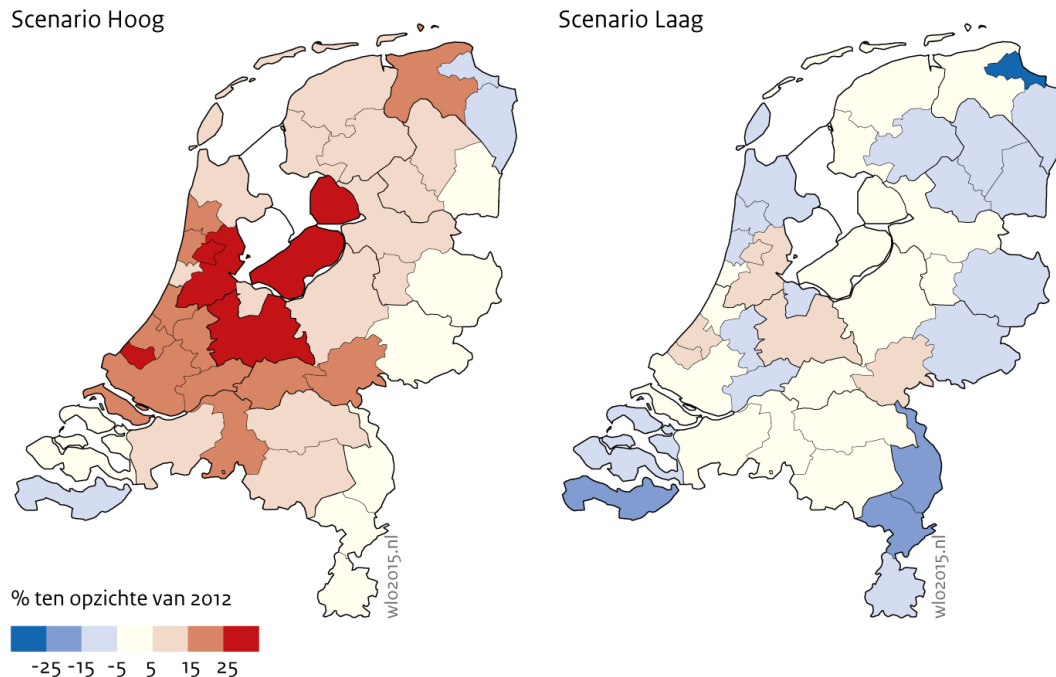 Scenario Hoog
Scenario Laag
wlo2015.nl
wlo2015.nl
% ten opzichte van 2012
-25 -15 -5 5 15 25